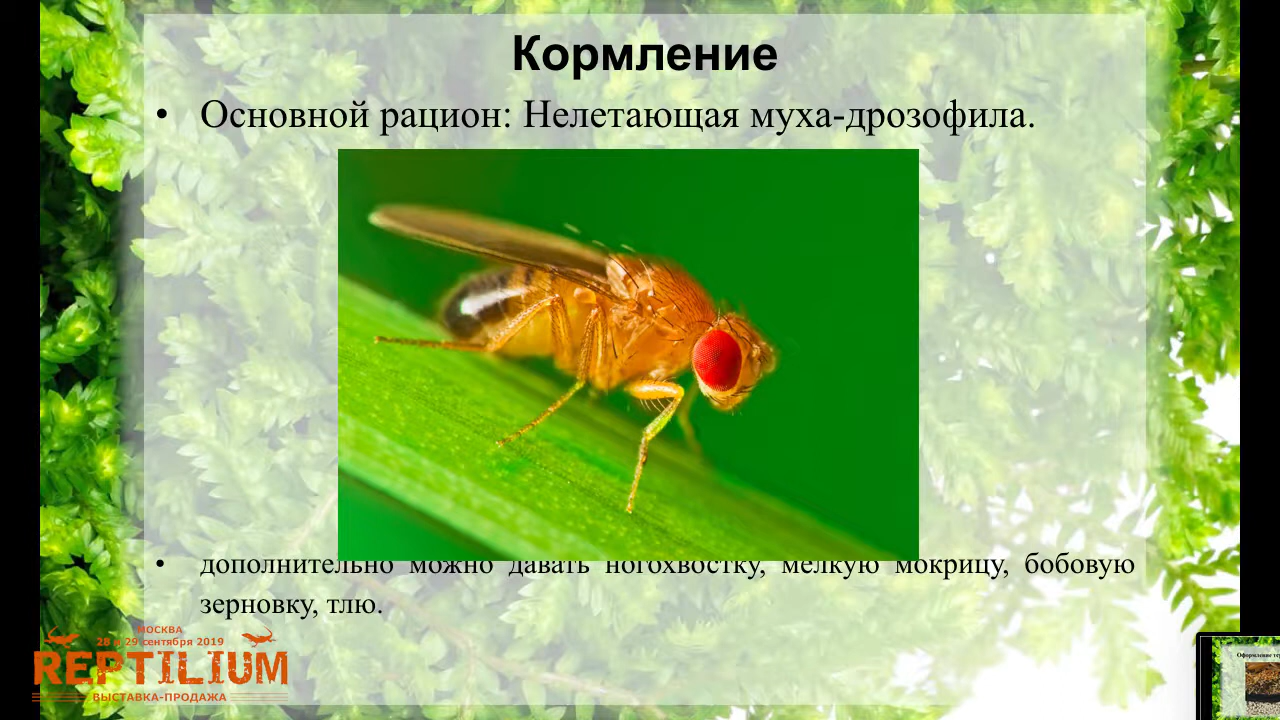 Кормление
• Основной рацион: Нелетающая муха-дрозофила.
• дополнительно можно давать ногохвостку, мелкую мокрицу, бобовую
зерновку, тлю.
МОСКВА
28 и 29 сентября 2019
REPTILIUM
ВЫСТАВКА-ПРОДАЖА